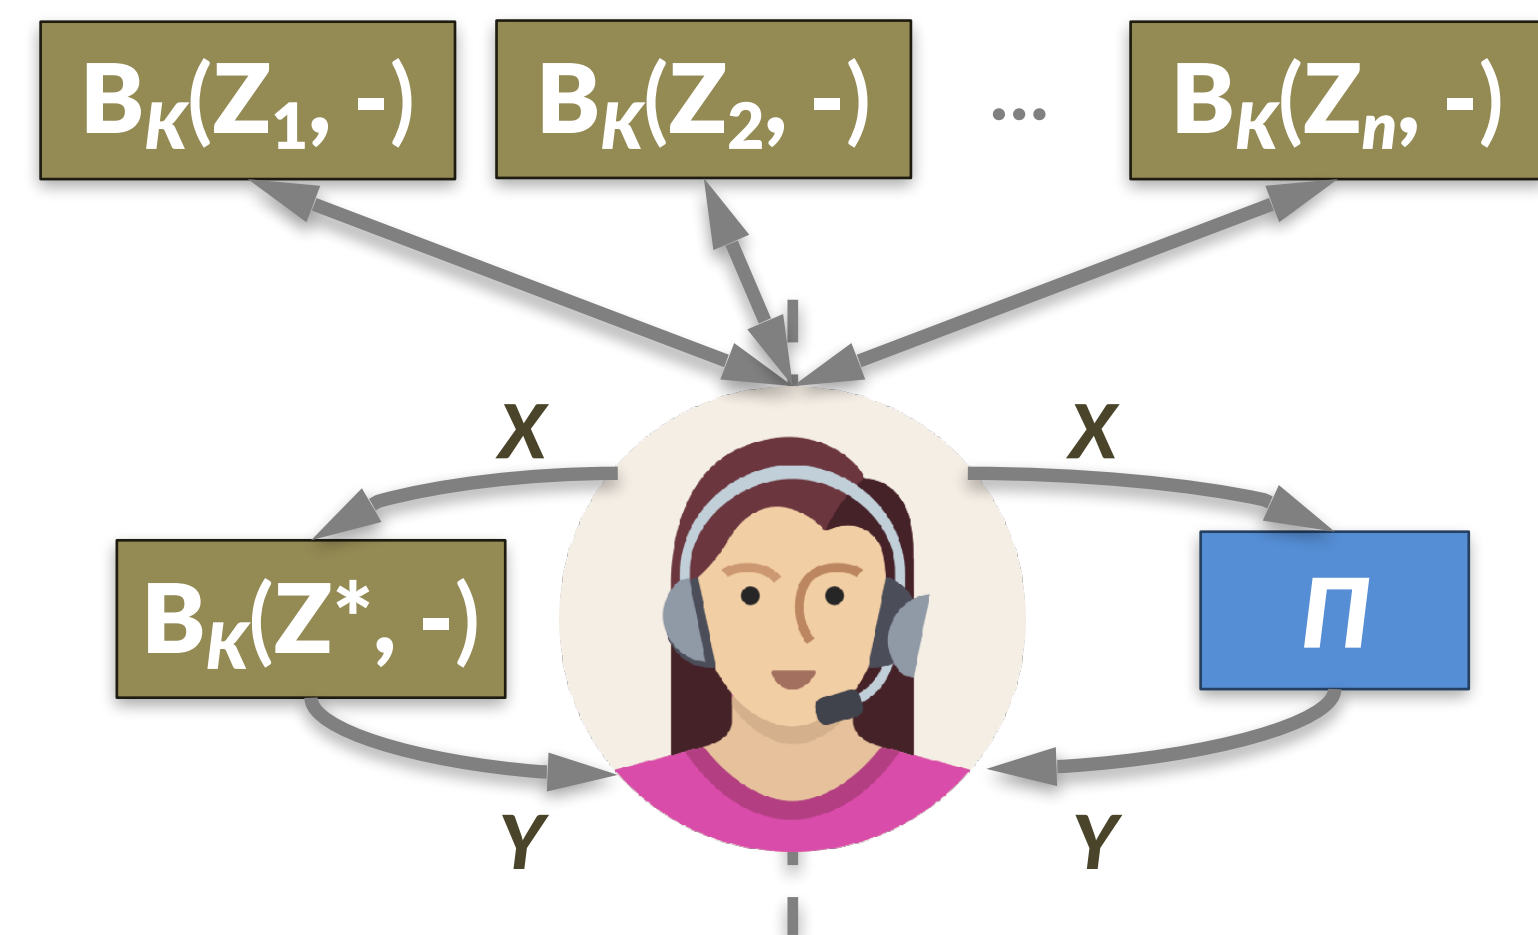 B_K(Z_1, -) B_K(Z_2, -) ... B_K(Z_n, -)
X X
B_K(Z*, -) Π
Y Y